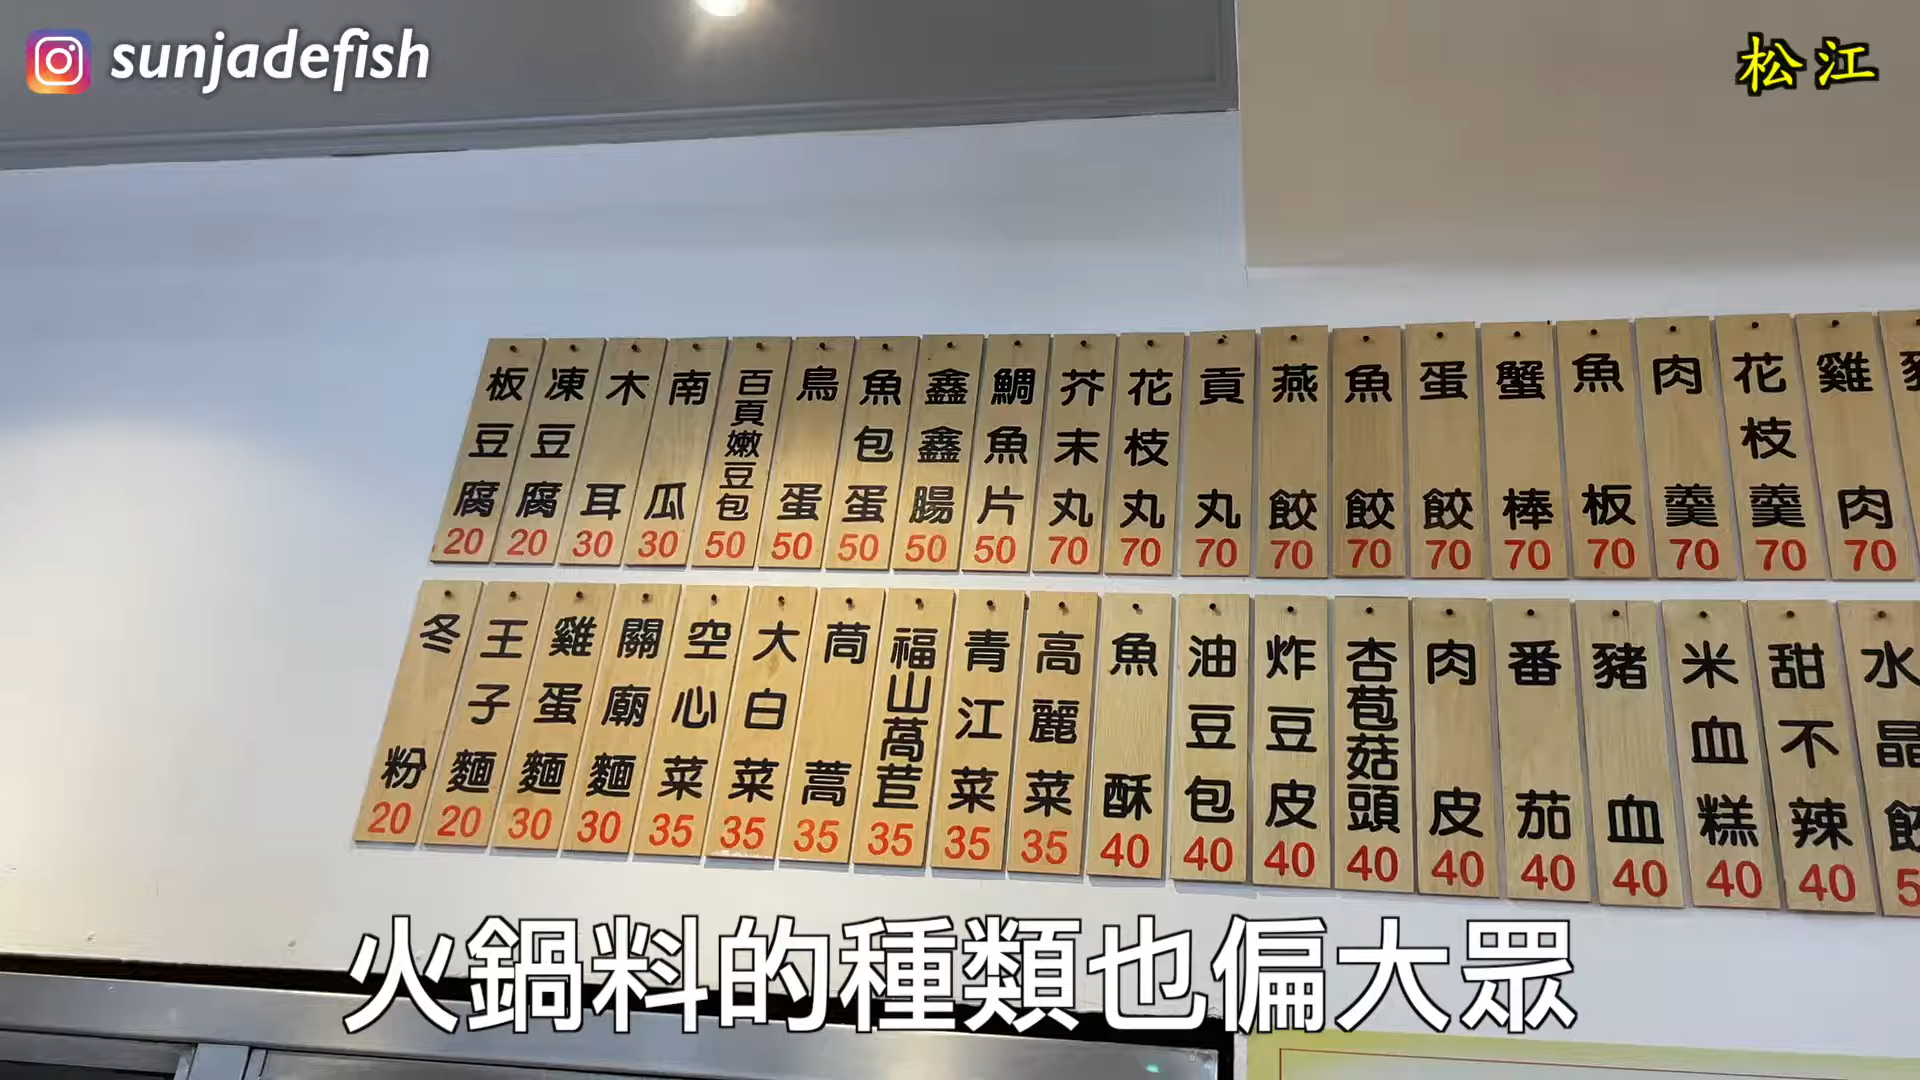 sunjadefish
松江
板豆腐 20
凍豆腐 20
木耳 30
南瓜 30
百頁嫩豆包 50
鳥蛋 50
魚包蛋 50
鑫鑫腸 50
鯛魚片 50
芥末丸 70
花枝丸 70
貢丸 70
燕餃 70
魚餃 70
蛋餃 70
蟹棒 70
魚板 70
肉羹 70
花枝羹 70
雞肉 70
冬粉 20
王子麵 20
雞蛋麵 30
關廟麵 30
空心菜 35
大白菜 35
茼蒿 35
福山萵苣 35
青江菜 35
高麗菜 35
魚酥 40
油豆包 40
炸豆皮 40
杏苞菇頭 40
肉皮 40
番茄 40
豬血 40
米血糕 40
甜不辣 40
水晶餃 5
火鍋料的種類也偏大眾